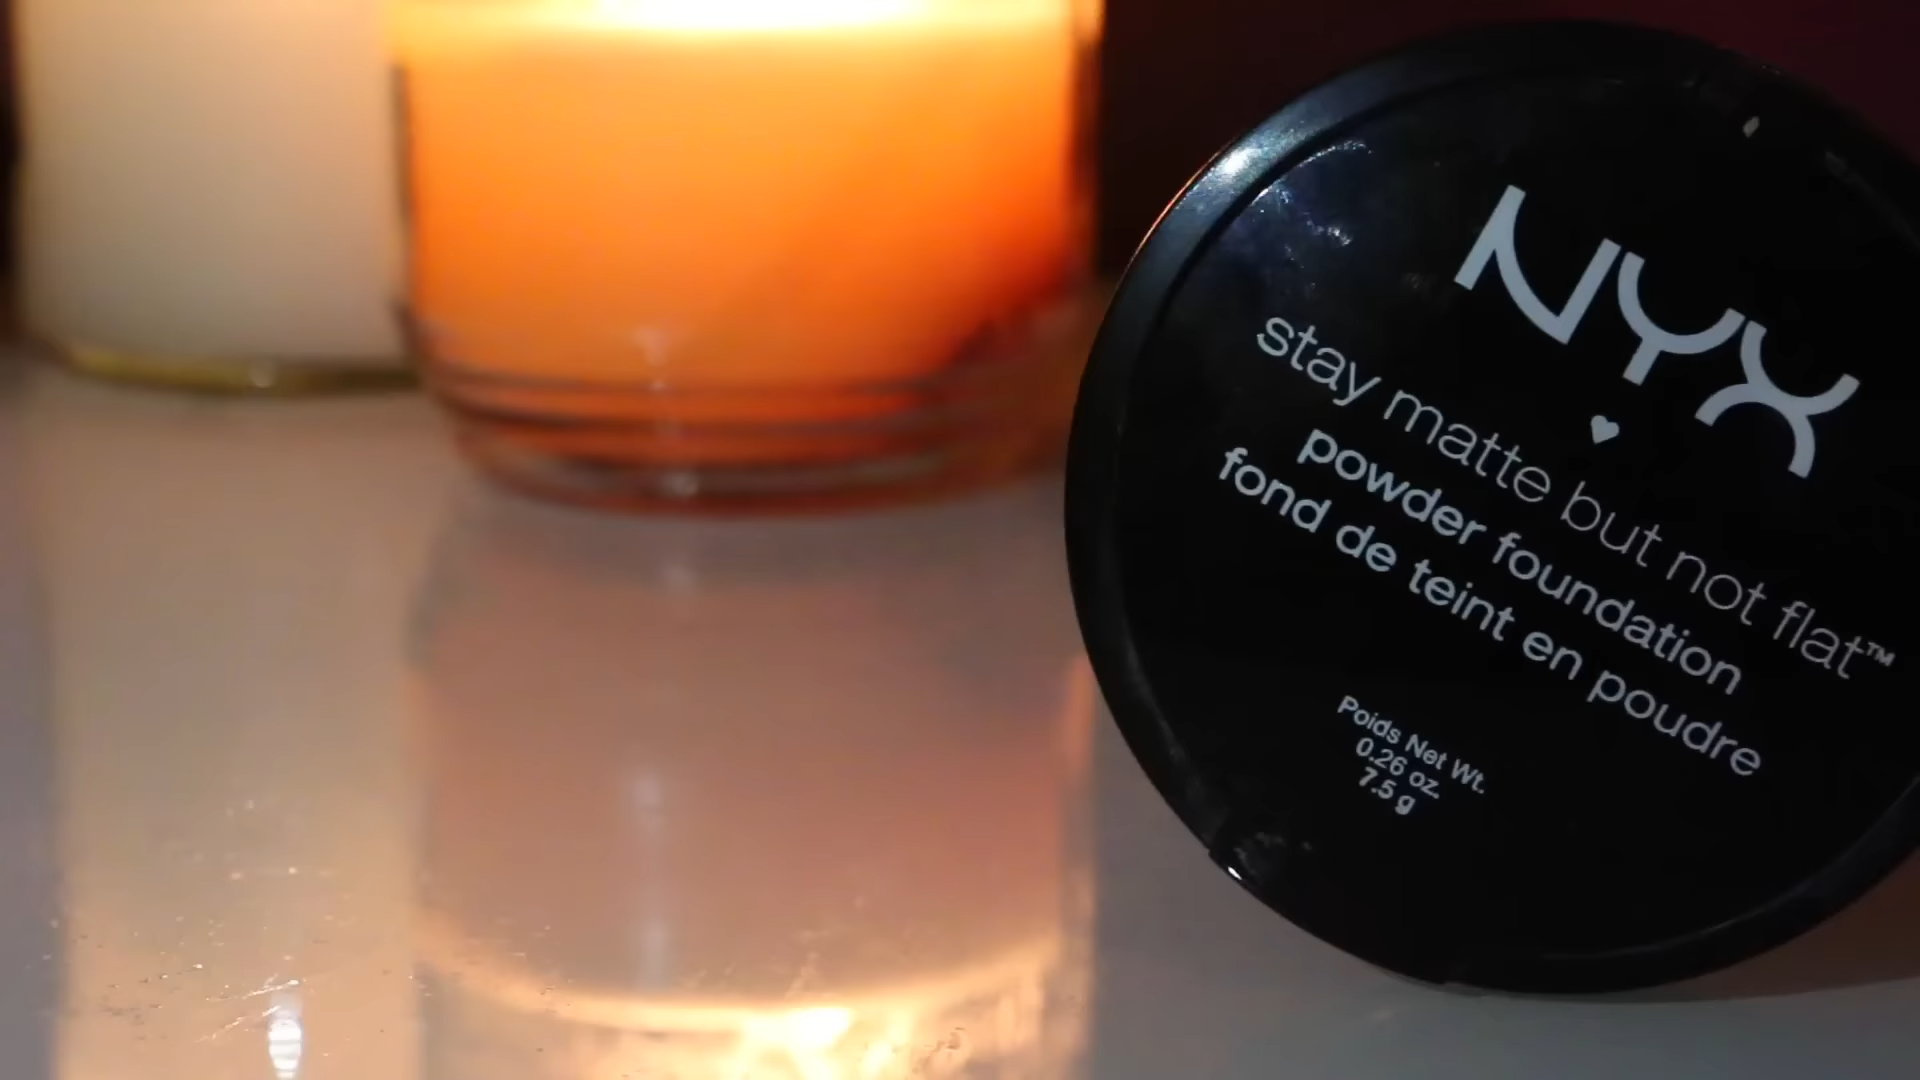 NYX
stay matte but not flat™
powder foundation
fond de teint en poudre
Poids Net Wt.
0.26 oz.
7.5 g